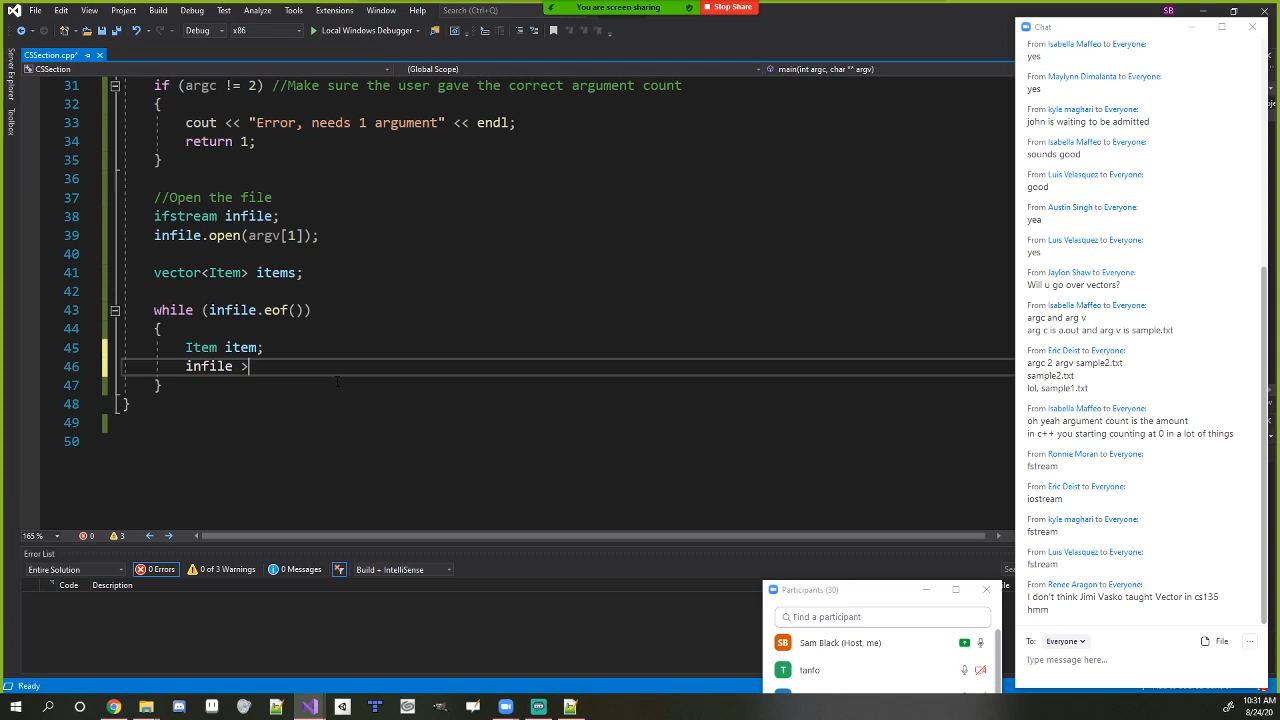 You are screen sharing
Stop Share
File Edit View Project Build Debug Test Analyze Tools Extensions Window Help Search (Ctrl+Q) SB
Debug x86 Local Windows Debugger
CSSection.cpp*
CSSection (Global Scope) main(int argc, char ** argv)
Server Explorer
Toolbox
31 if (argc != 2) //Make sure the user gave the correct argument count
32 {
33 cout << "Error, needs 1 argument" << endl;
34 return 1;
35 }
36
37 //Open the file
38 ifstream infile;
39 infile.open(argv[1]);
40
41 vector<Item> items;
42
43 while (infile.eof())
44 {
45 Item item;
46 infile >
47 }
48 }
49
50
165 % 0 3
Error List
Entire Solution 0 Errors 0 of 3 Warnings 0 Messages Build + IntelliSense
Code Description
Ready
Chat
From Isabella Maffeo to Everyone:
yes
From Maylynn Dimalanta to Everyone:
yes
From kyle maghari to Everyone:
john is waiting to be admitted
From Isabella Maffeo to Everyone:
sounds good
From Luis Velasquez to Everyone:
good
From Austin Singh to Everyone:
yea
From Luis Velasquez to Everyone:
yes
From Jaylon Shaw to Everyone:
Will u go over vectors?
From Isabella Maffeo to Everyone:
argc and arg v
arg c is a.out and arg v is sample.txt
From Eric Deist to Everyone:
argc 2 argv sample2.txt
sample2.txt
lol, sample1.txt
From Isabella Maffeo to Everyone:
oh yeah argument count is the amount
in c++ you starting counting at 0 in a lot of things
From Ronnie Moran to Everyone:
fstream
From Eric Deist to Everyone:
iostream
From kyle maghari to Everyone:
fstream
From Luis Velasquez to Everyone:
fstream
From Renee Aragon to Everyone:
I don't think Jimi Vasko taught Vector in cs135
hmm
To: Everyone File
Type message here...
Participants (30)
Find a participant
SB Sam Black (Host, me)
T tanfo
10:31 AM
8/24/20